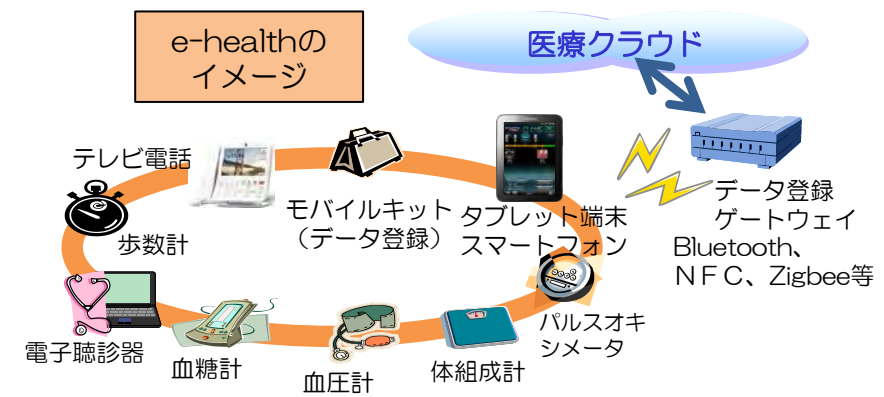 e-healthの
イメージ
医療クラウド
テレビ電話
モバイルキット
（データ登録）
タブレット端末
スマートフォン
データ登録
ゲートウェイ
Bluetooth、
ＮＦＣ、Zigbee等
歩数計
パルスオキ
シメータ
電子聴診器
血糖計
血圧計
体組成計